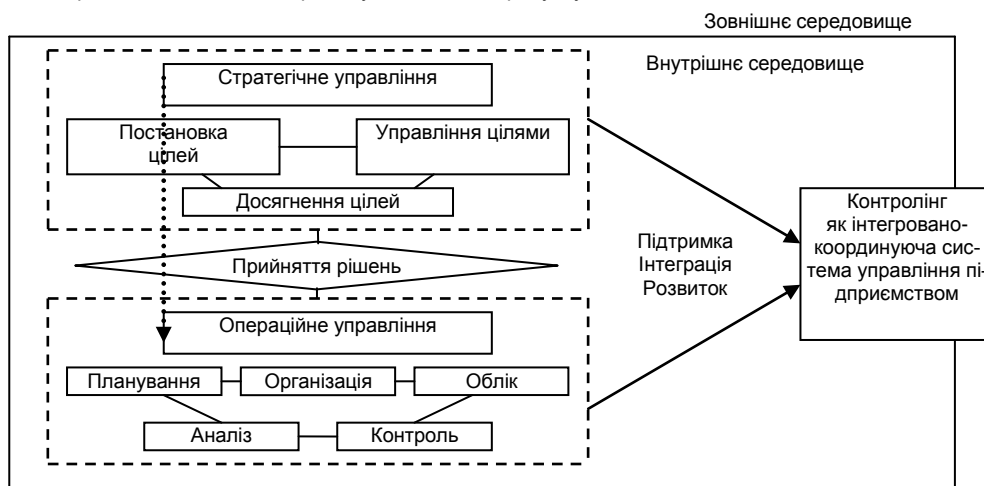 Зовнішнє середовище
Внутрішнє середовище
Стратегічне управління
Постановка
цілей
Управління цілями
Досягнення цілей
Прийняття рішень
Операційне управління
Планування
Організація
Облік
Аналіз
Контроль
Підтримка
Інтеграція
Розвиток
Контролінг
як інтегровано-
координуюча сис-
тема управління пі-
дприємством